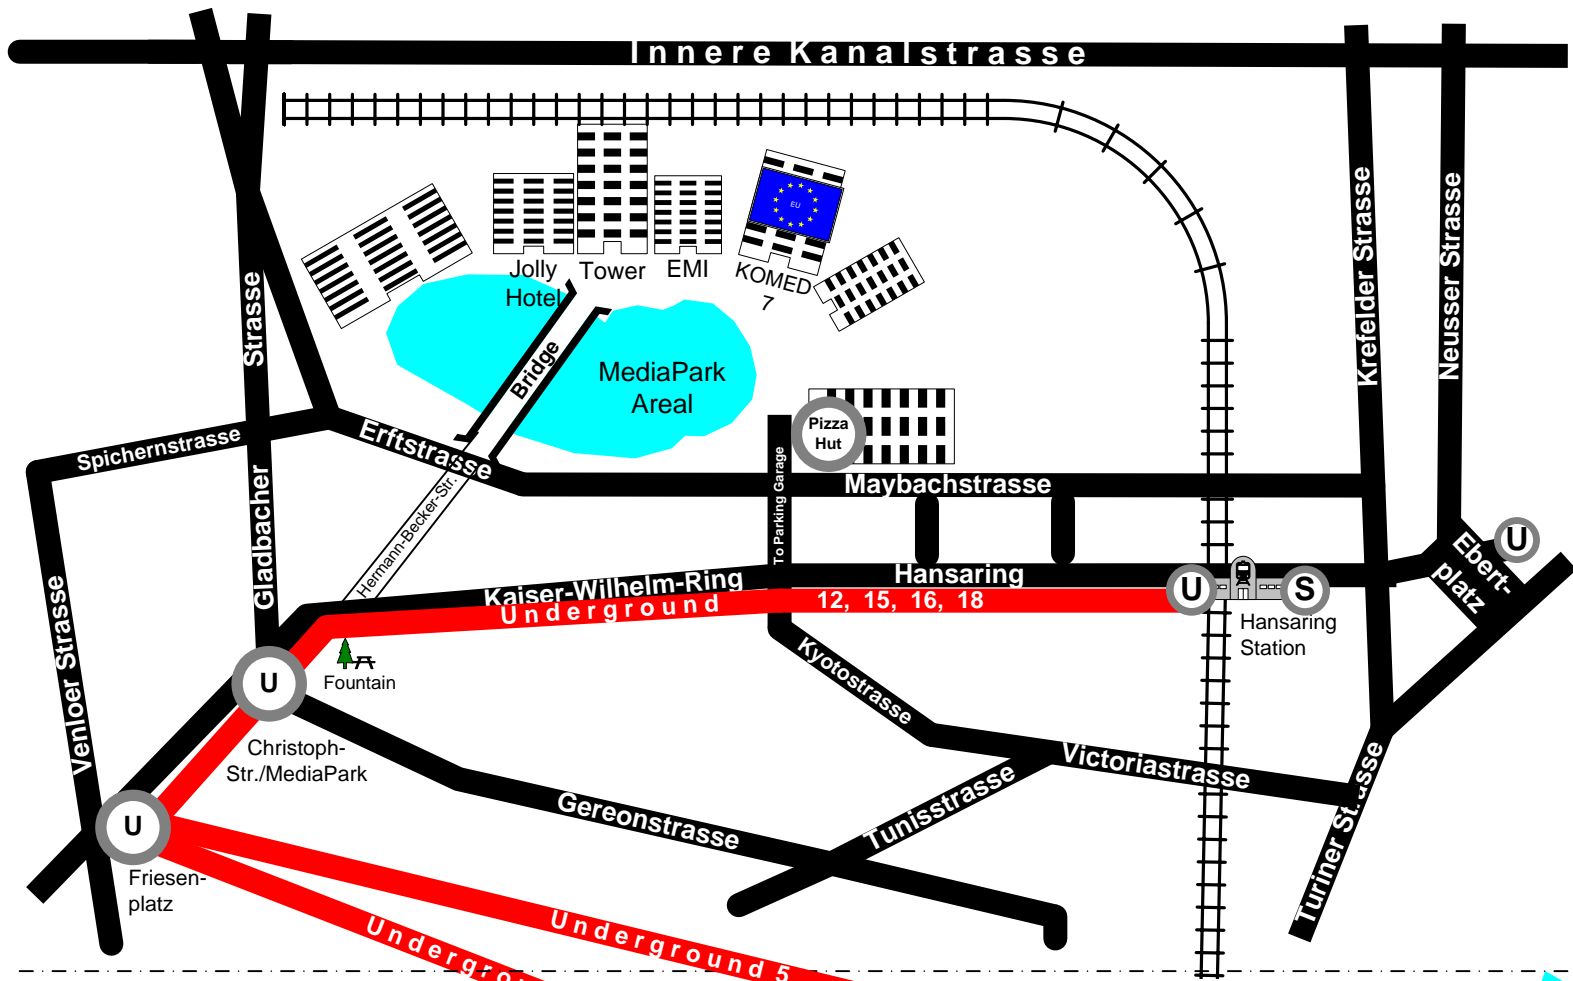 Innere Kanalstrasse
Strasse
Gladbacher
Jolly
Hotel
Tower
EMI
EU
KOMED
7
Krefelder Strasse
Neusser Strasse
Bridge
MediaPark
Areal
Pizza
Hut
Spichernstrasse
Erftstrasse
Maybachstrasse
To Parking Garage
Hermann-Becker-Str.
Kaiser-Wilhelm-Ring
Hansaring
Underground
12, 15, 16, 18
U
S
Hansaring
Station
U
Ebert-
platz
Venloer Strasse
Fountain
U
Christoph-
Str./MediaPark
Kyotostrasse
Victoriastrasse
Tunisstrasse
Gereonstrasse
Turiner Strasse
U
Friesen-
platz
Underground 5